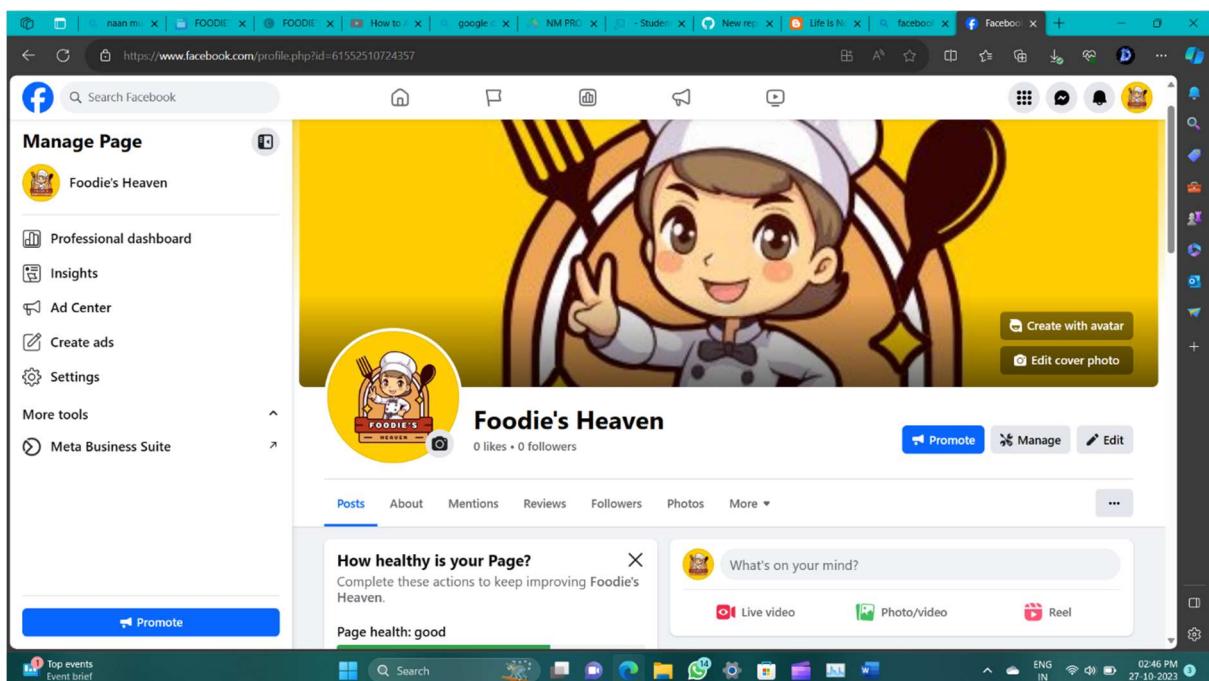 naan mu
FOODIE
FOODIE
How to A
google c
NM PRO
- Studen
New rep
Life Is No
facebool
Faceboo
https://www.facebook.com/profile.php?id=61552510724357
Search Facebook
Manage Page
Foodie's Heaven
Professional dashboard
Insights
Ad Center
Create ads
Settings
More tools
Meta Business Suite
Promote
Create with avatar
Edit cover photo
FOODIE'S
HEAVEN
Foodie's Heaven
0 likes • 0 followers
Promote
Manage
Edit
Posts
About
Mentions
Reviews
Followers
Photos
More
How healthy is your Page?
Complete these actions to keep improving Foodie's
Heaven.
Page health: good
What's on your mind?
Live video
Photo/video
Reel
1
Top events
Event brief
Search
99
ENG
IN
02:46 PM
27-10-2023
3